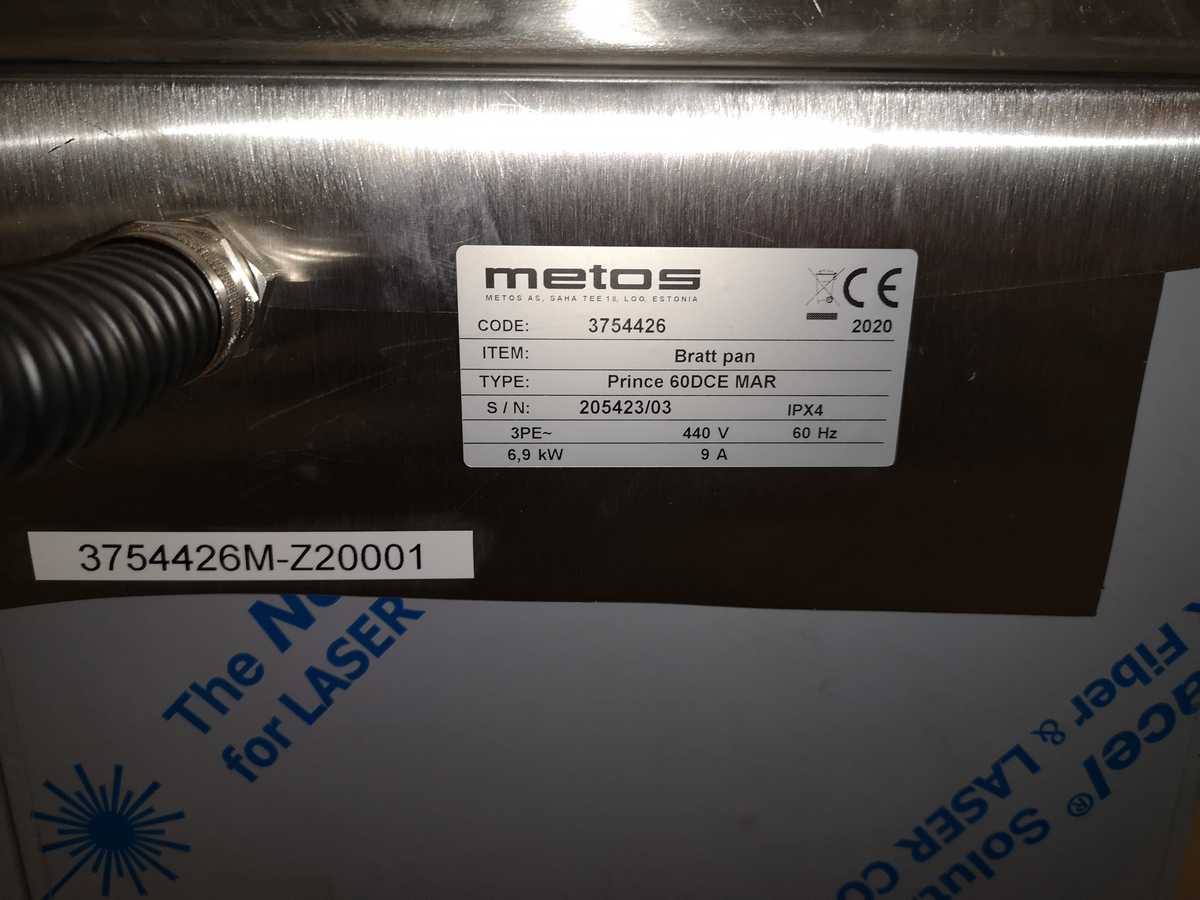 metos
METOS AS, SAHA TEE 18, LOO, ESTONIA
CE
CODE: 3754426 2020
ITEM: Bratt pan
TYPE: Prince 60DCE MAR
S / N: 205423/03 IPX4
3PE~ 440 V 60 Hz
6,9 kW 9 A
3754426M-Z20001
The
for LASER
Fiber
& LASER